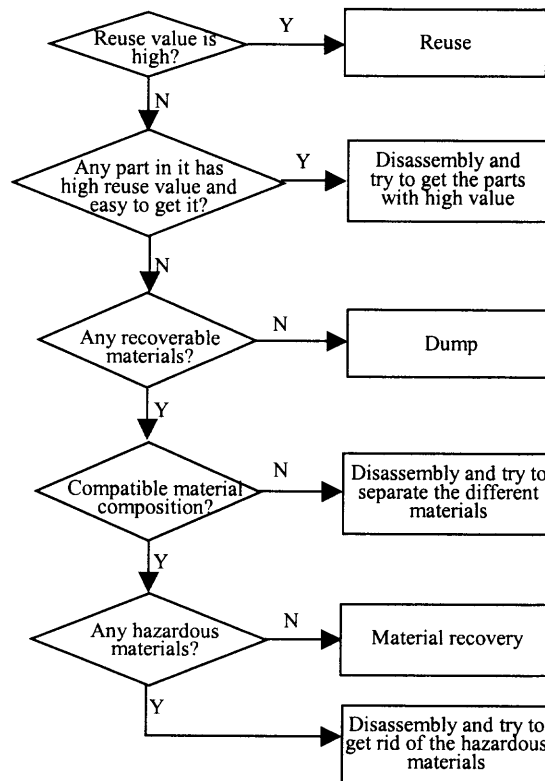 Reuse value is
high?
Y
Reuse
N
Any part in it has
high reuse value and
easy to get it?
Y
Disassembly and
try to get the parts
with high value
N
Any recoverable
materials?
N
Dump
Y
Compatible material
composition?
N
Disassembly and try to
separate the different
materials
Y
Any hazardous
materials?
N
Material recovery
Y
Disassembly and try to
get rid of the hazardous
materials